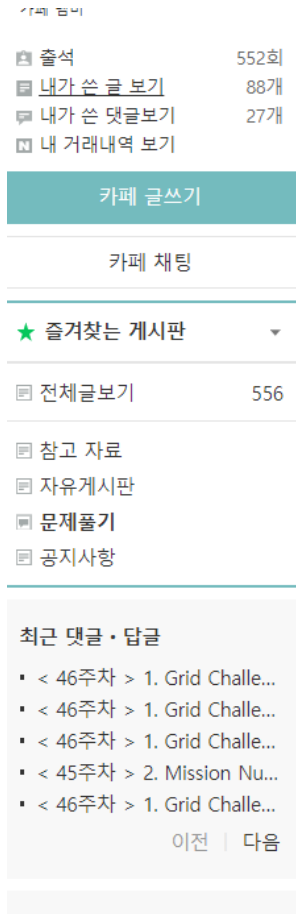 출석 552회
내가 쓴 글 보기 88개
내가 쓴 댓글보기 27개
내 거래내역 보기
카페 글쓰기
카페 채팅
즐겨찾는 게시판
전체글보기 556
참고 자료
자유게시판
문제풀기
공지사항
최근 댓글・답글
< 46주차 > 1. Grid Challe...
< 46주차 > 1. Grid Challe...
< 46주차 > 1. Grid Challe...
< 45주차 > 2. Mission Nu...
< 46주차 > 1. Grid Challe...
이전 | 다음